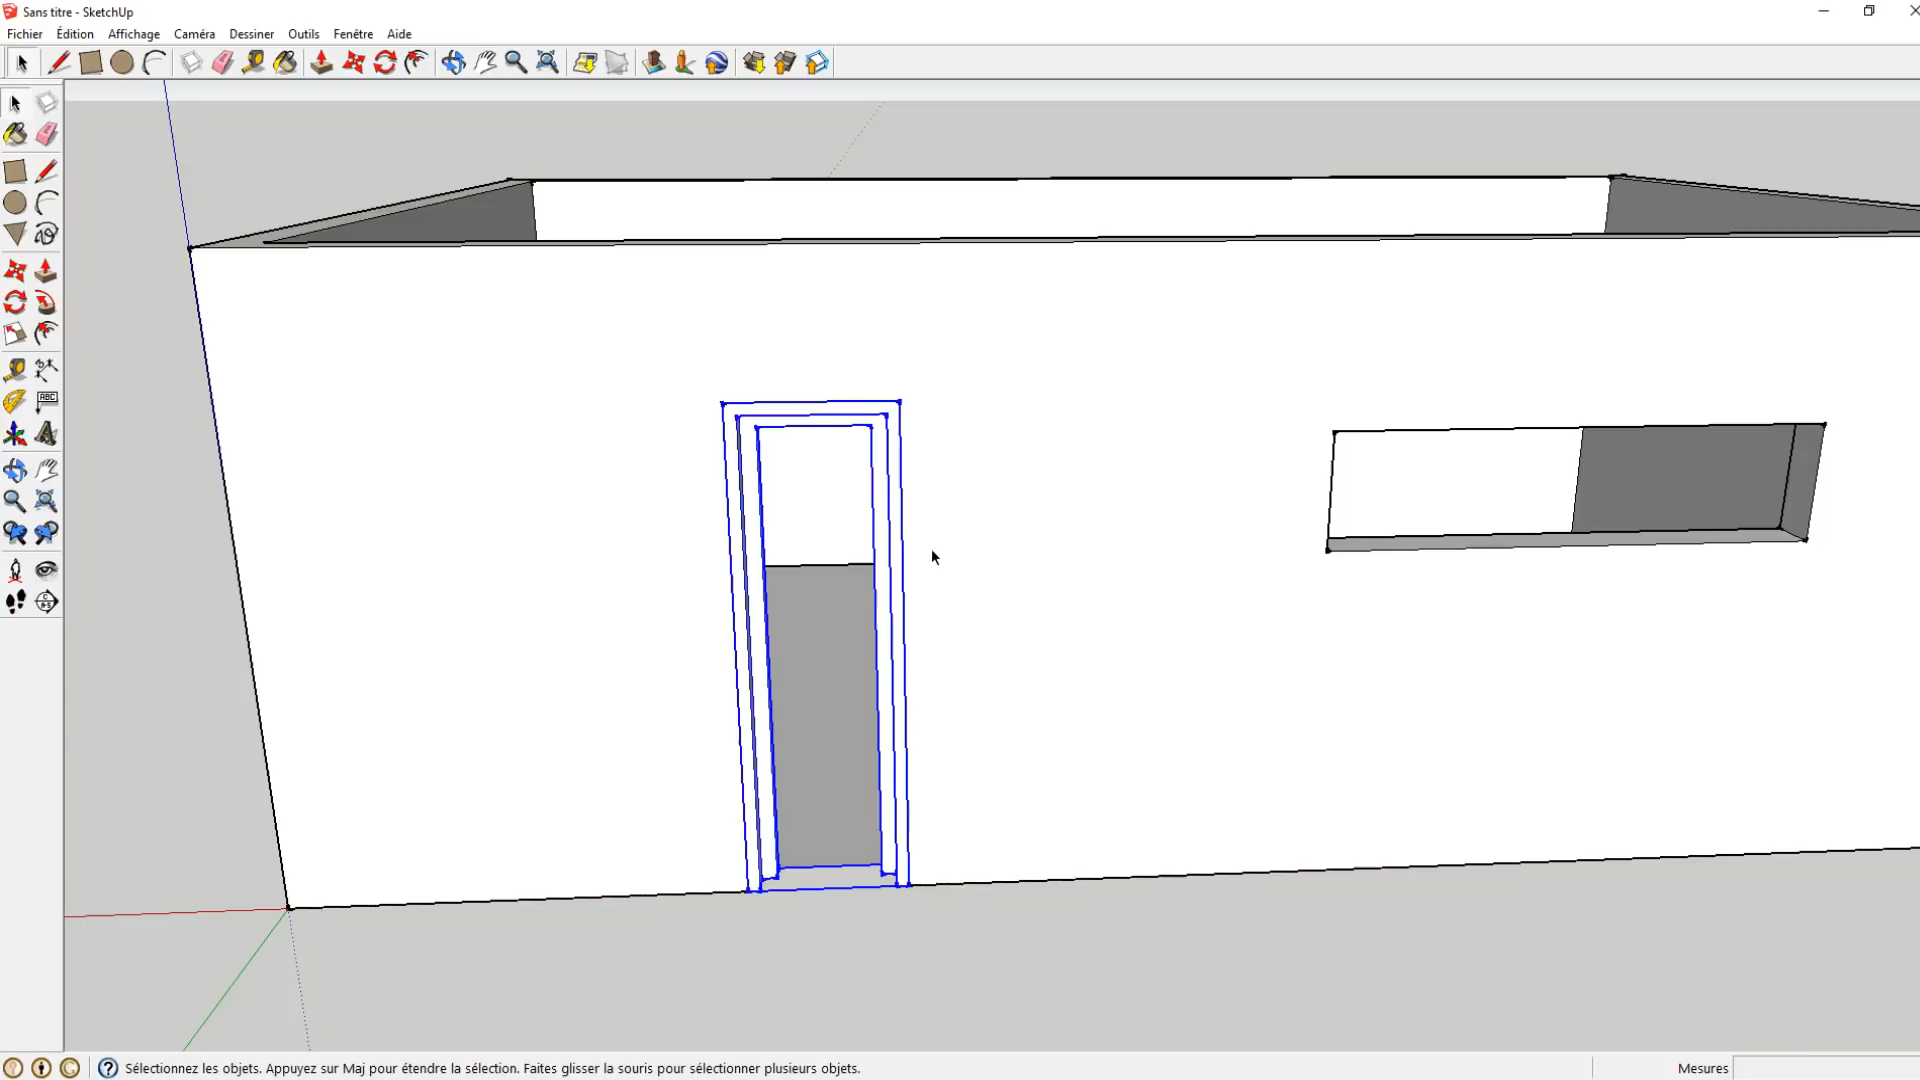 Sans titre - SketchUp
Fichier Édition Affichage Caméra Dessiner Outils Fenêtre Aide
ABC
Sélectionnez les objets. Appuyez sur Maj pour étendre la sélection. Faites glisser la souris pour sélectionner plusieurs objets.
Mesures